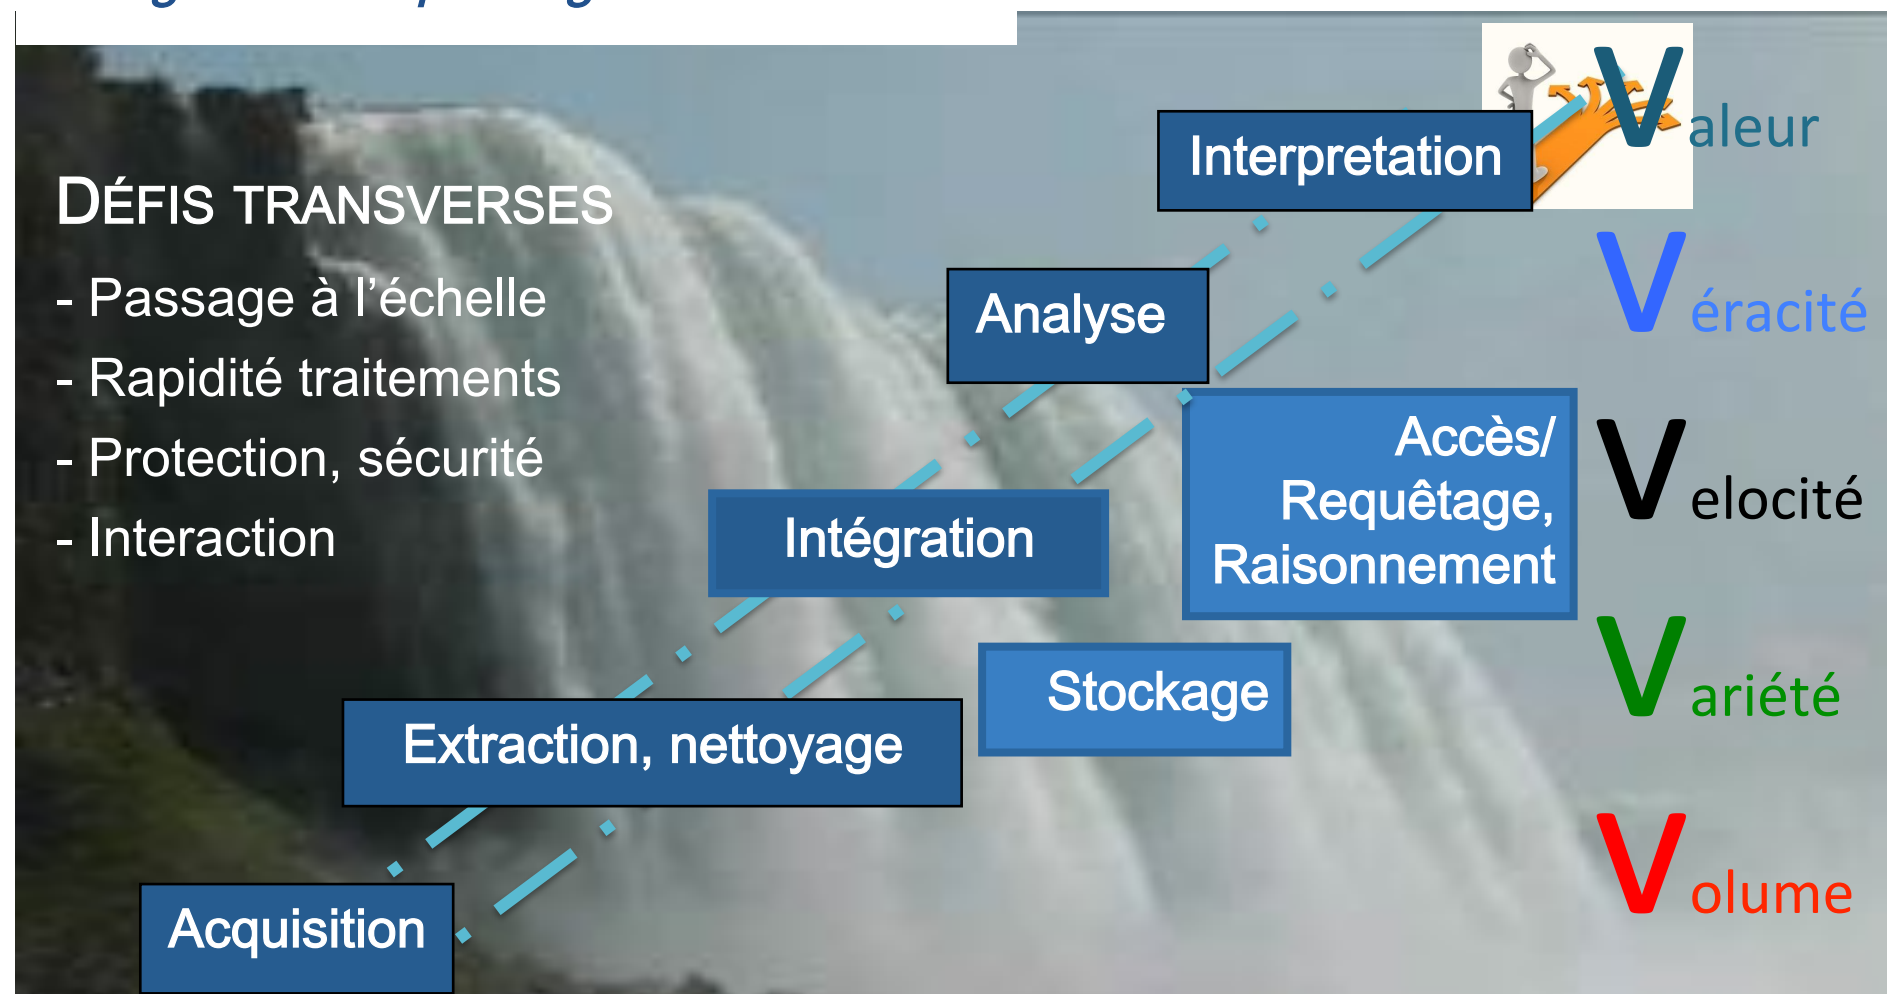 DÉFIS TRANSVERSES
- Passage à l’échelle
- Rapidité traitements
- Protection, sécurité
- Interaction
Interpretation
Analyse
Accès/
Requêtage,
Raisonnement
Intégration
Stockage
Extraction, nettoyage
Acquisition
Valeur
Véracité
Velocité
Variété
Volume